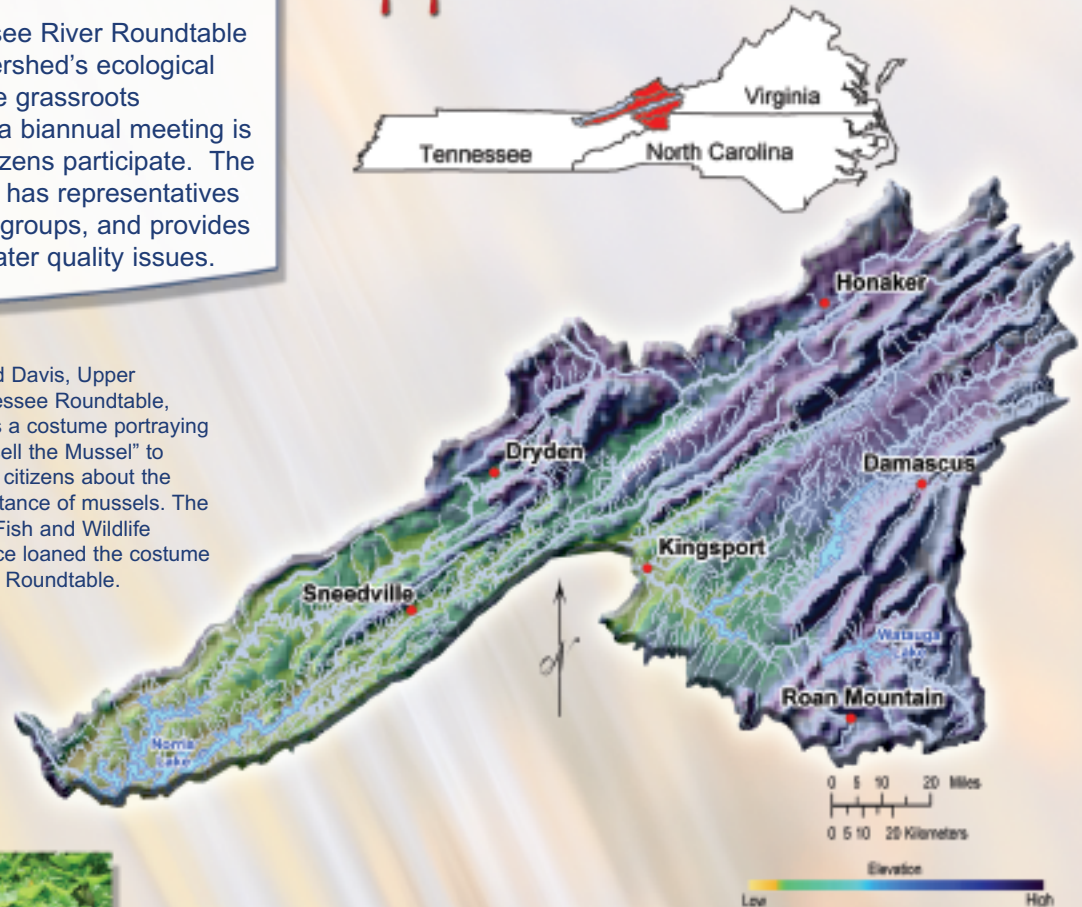 see River Roundtable
ershed's ecological
e grassroots
a biannual meeting is
izens participate. The
has representatives
groups, and provides
ater quality issues.
Virginia
Tennessee
North Carolina
d Davis, Upper
essee Roundtable,
s a costume portraying
ell the Mussel" to
citizens about the
tance of mussels. The
Fish and Wildlife
ce loaned the costume
Roundtable.
Honaker
Dryden
Damascus
Kingsport
Sneedville
Watauga
Lake
Roan Mountain
Norris
Lake
0 5 10 20 Miles
0 5 10 20 Kilometers
Elevation
Low High